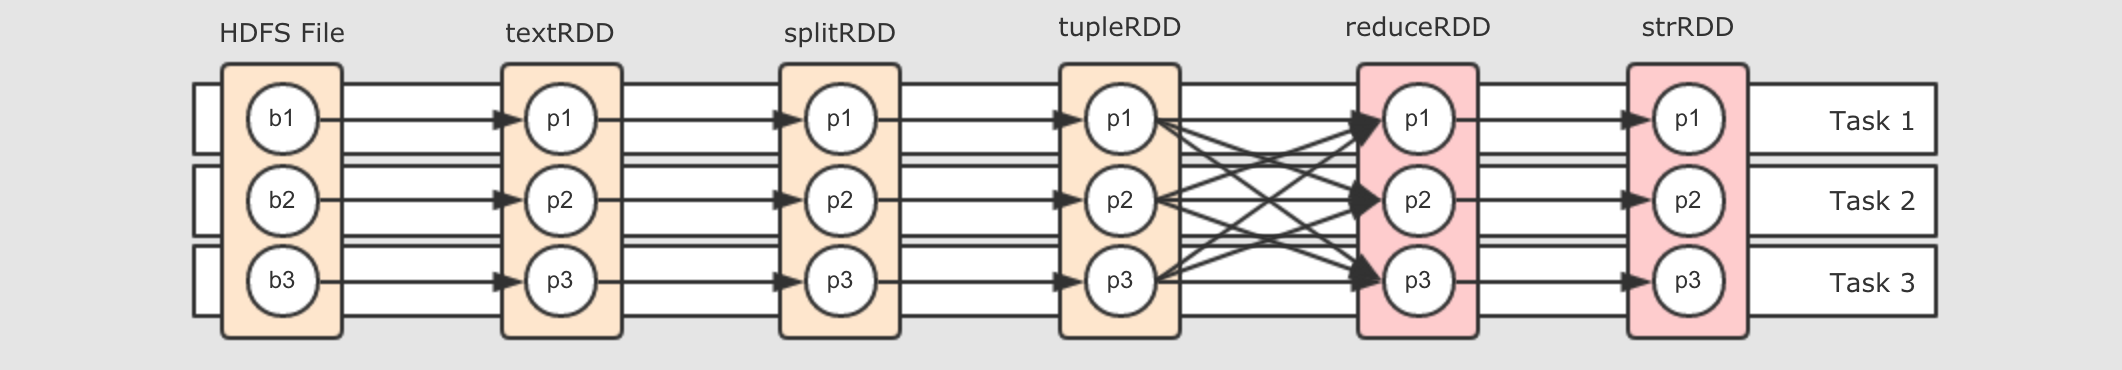 HDFS File textRDD splitRDD tupleRDD reduceRDD strRDD
b1 p1 p1 p1 p1 p1 Task 1
b2 p2 p2 p2 p2 p2 Task 2
b3 p3 p3 p3 p3 p3 Task 3